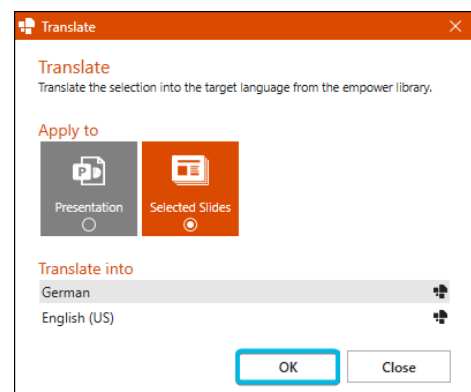 Translate
Translate
Translate the selection into the target language from the empower library.
Apply to
Presentation
Selected Slides
Translate into
German
English (US)
OK
Close